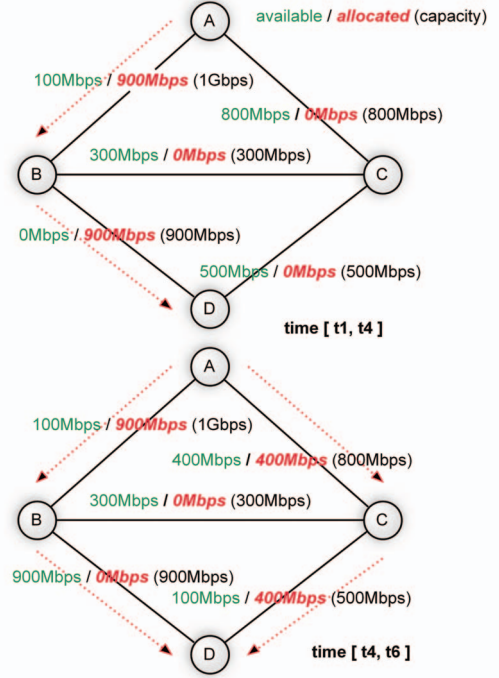 A
available / allocated (capacity)
100Mbps / 900Mbps (1Gbps)
800Mbps / 0Mbps (800Mbps)
300Mbps / 0Mbps (300Mbps)
B
C
0Mbps / 900Mbps (900Mbps)
500Mbps / 0Mbps (500Mbps)
D
time [ t1, t4 ]
A
100Mbps / 900Mbps (1Gbps)
400Mbps / 400Mbps (800Mbps)
300Mbps / 0Mbps (300Mbps)
B
C
900Mbps / 0Mbps (900Mbps)
100Mbps / 400Mbps (500Mbps)
D
time [ t4, t6 ]